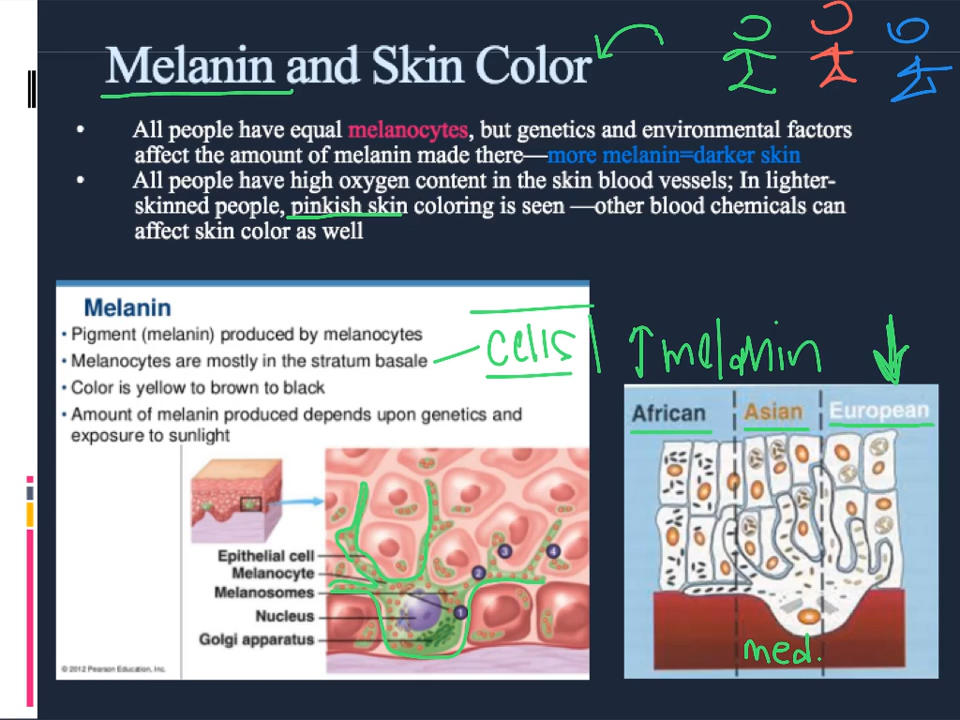 Melanin and Skin Color
• All people have equal melanocytes, but genetics and environmental factors
affect the amount of melanin made there—more melanin=darker skin
• All people have high oxygen content in the skin blood vessels; In lighter-
skinned people, pinkish skin coloring is seen —other blood chemicals can
affect skin color as well
Melanin
• Pigment (melanin) produced by melanocytes
• Melanocytes are mostly in the stratum basale
• Color is yellow to brown to black
• Amount of melanin produced depends upon genetics and
exposure to sunlight
cells
↑melanin ↓
African Asian European
Epithelial cell
Melanocyte
Melanosomes
Nucleus
Golgi apparatus
1
2
3
4
med.
© 2012 Pearson Education, Inc.